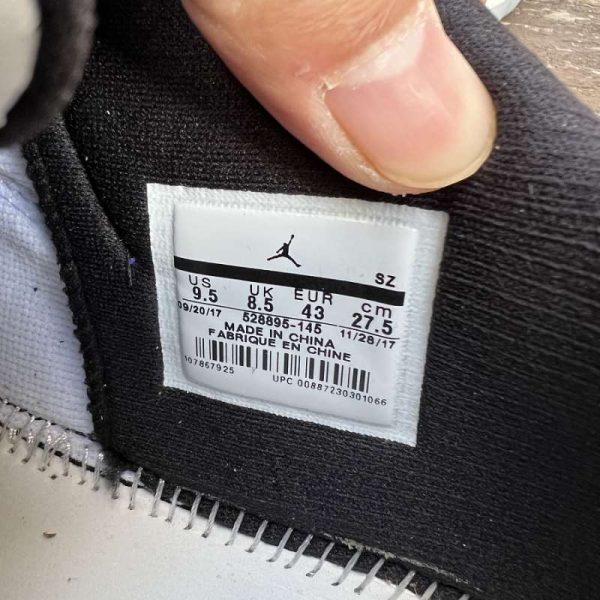 SZ
US UK EUR cm
9.5 8.5 43 27.5
09/20/17 528895-145 11/28/17
MADE IN CHINA
FABRIQUE EN CHINE
107867925 UPC 00887230301066